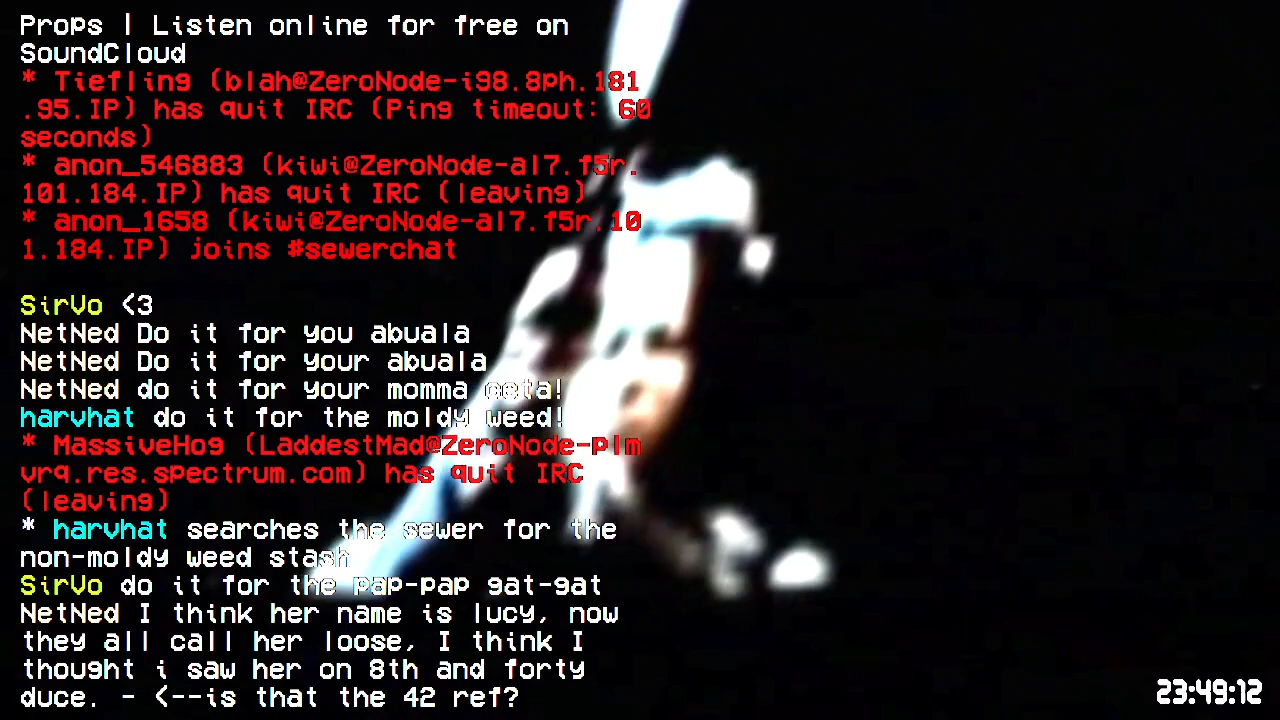 Props | Listen online for free on
SoundCloud
* Tiefling (blah@ZeroNode-i98.8ph.181
.95.IP) has quit IRC (Ping timeout: 60
seconds)
* anon_546883 (kiwi@ZeroNode-al7.f5r.
101.184.IP) has quit IRC (leaving)
* anon_1658 (kiwi@ZeroNode-al7.f5r.10
1.184.IP) joins #sewerchat
SirVo <3
NetNed Do it for you abuala
NetNed Do it for your abuala
NetNed do it for your momma ceta!
harvhat do it for the moldy weed!
* MassiveHog (LaddestMad@ZeroNode-plm
vrq.res.spectrum.com) has quit IRC
(leaving)
* harvhat searches the sewer for the
non-moldy weed stash
SirVo do it for the pap-pap gat-gat
NetNed I think her name is lucy, now
they all call her loose, I think I
thought i saw her on 8th and forty
duce. - <--is that the 42 ref?
23:49:12